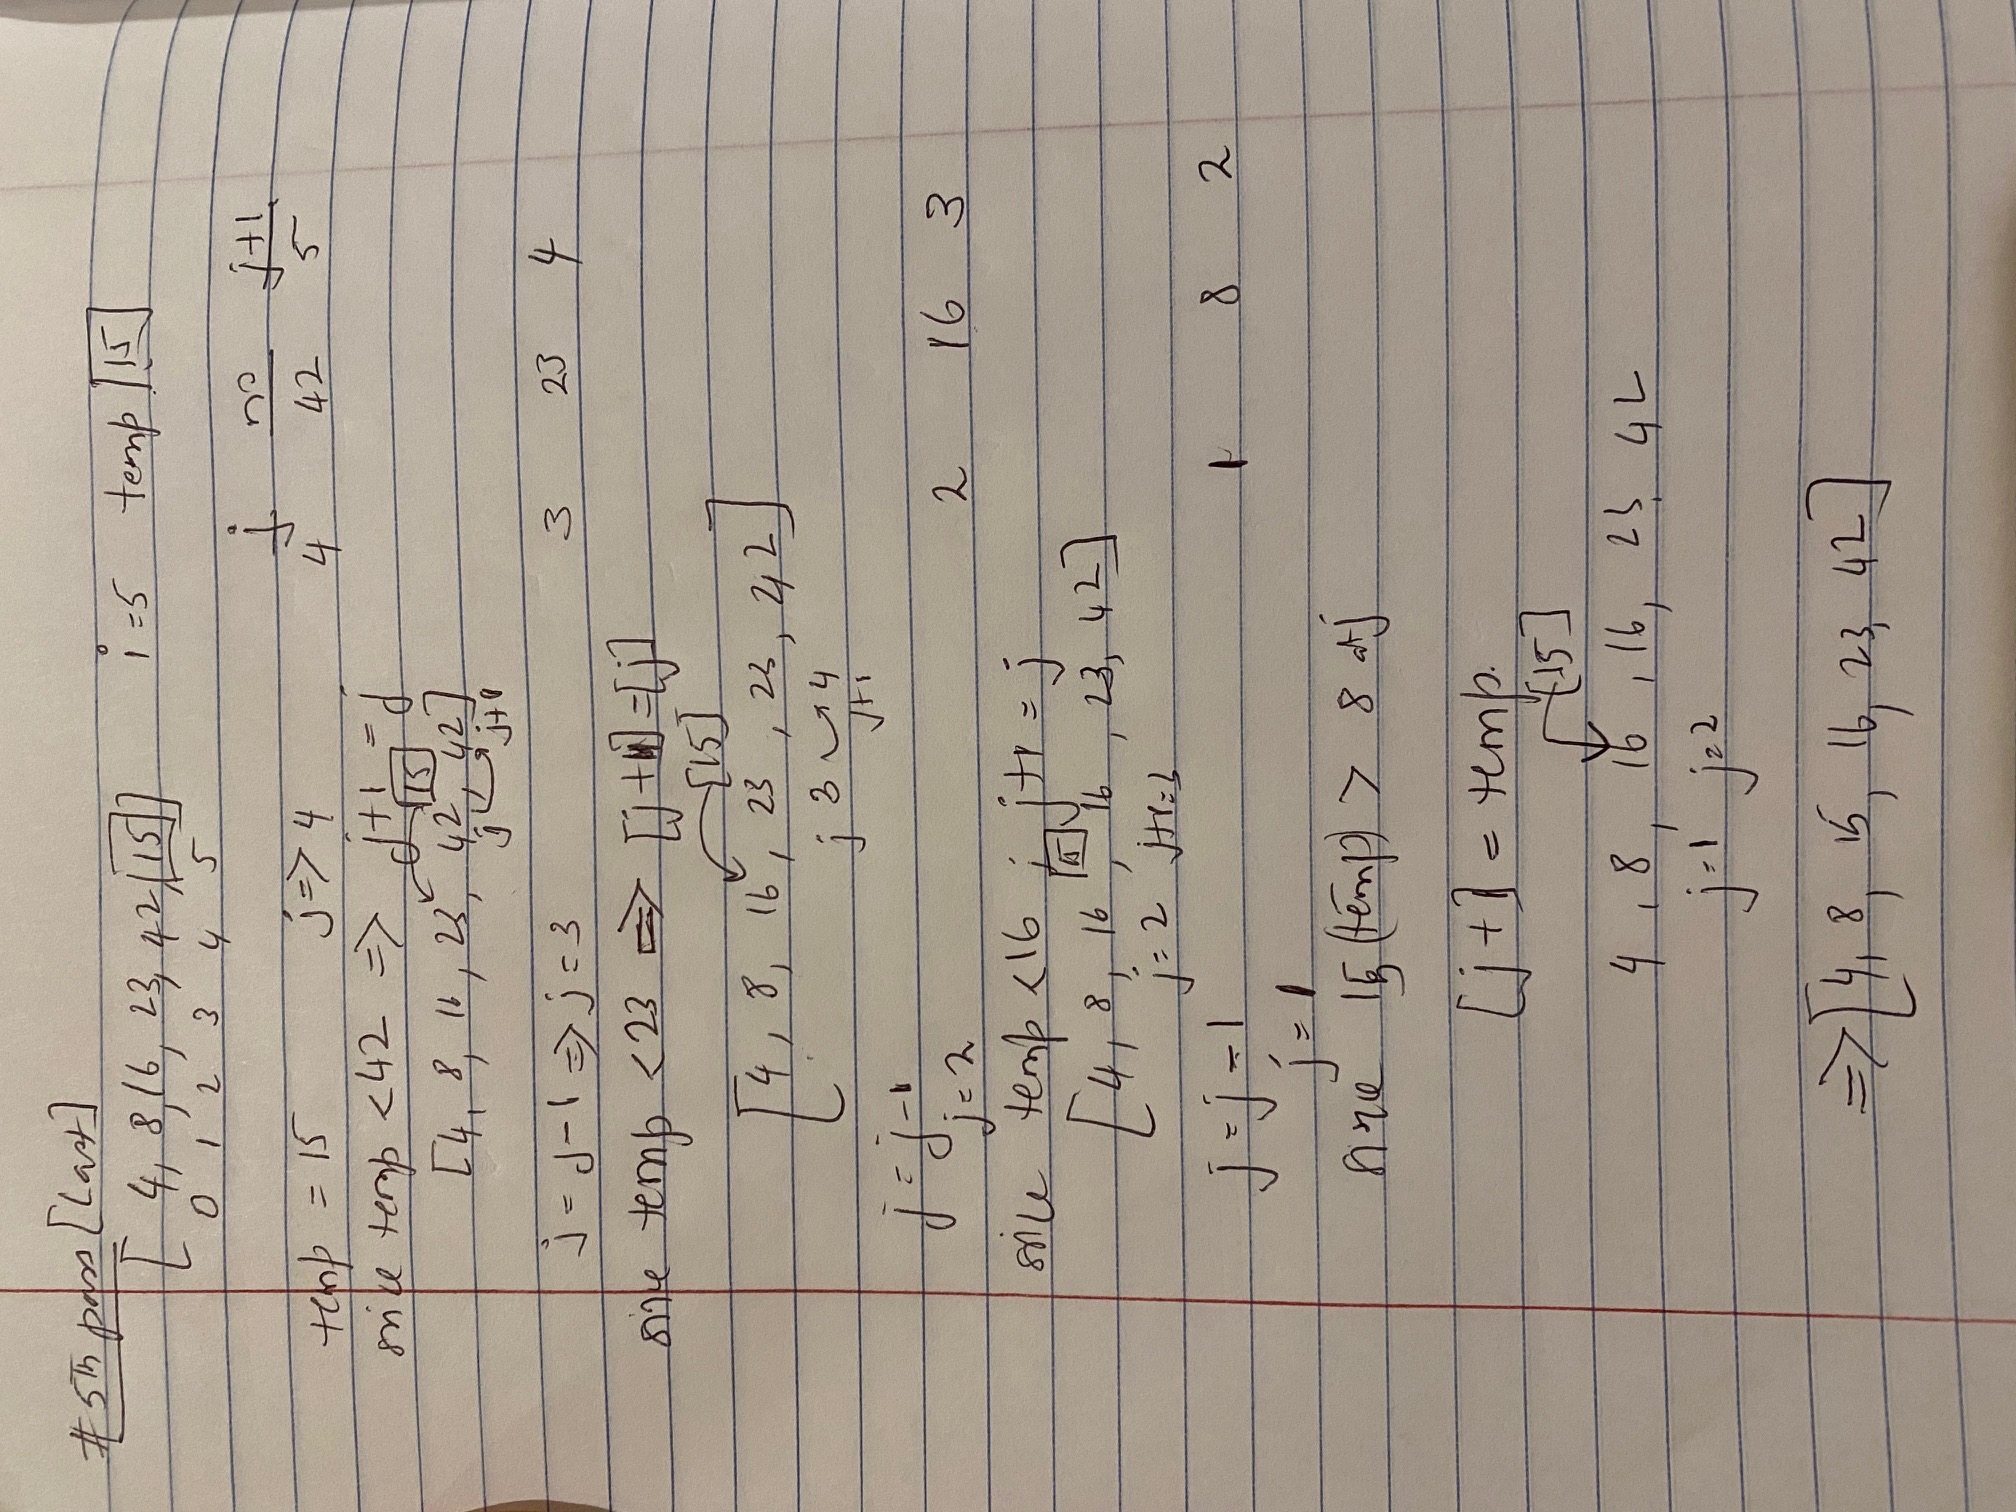 # 5th pass [Last]
[ 4, 8, 16, 23, 42, 15 ] i=5 temp 15
0 1 2 3 4 5
j no j+1
temp = 15 j => 4 4 42 5
since temp < 42 => j+1 = j
15
[4, 8, 16, 23, 42, 42]
j j+1
j = j-1 => j = 3 3 23 4
since temp < 23 => [j+1] = [j]
[15]
[4, 8, 16, 23, 23, 42]
j 3 4
j+1
j = j-1
j = 2 2 16 3
since temp < 16 ; j+1 = j
15
[4, 8, 16, 16, 23, 42]
j=2 j+1=3
j = j-1 1 8 2
j = 1
since 15 (temp) > 8 at j
[j+1] = temp.
[15]
4, 8, 16, 16, 23, 42
j=1 j=2
=> [4, 8, 15, 16, 23, 42]